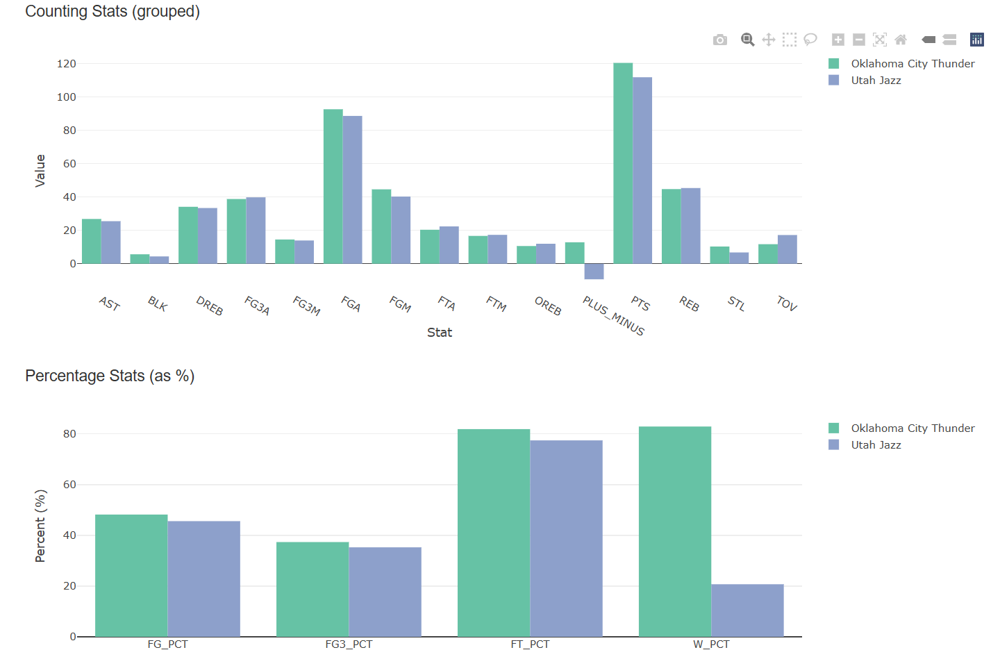 Counting Stats (grouped)
Oklahoma City Thunder
Utah Jazz
120
100
80
60
40
20
0
Value
AST BLK DREB FG3A FG3M FGA FGM FTA FTM OREB PLUS_MINUS PTS REB STL TOV
Stat
Percentage Stats (as %)
Oklahoma City Thunder
Utah Jazz
80
60
40
20
0
Percent (%)
FG_PCT FG3_PCT FT_PCT W_PCT